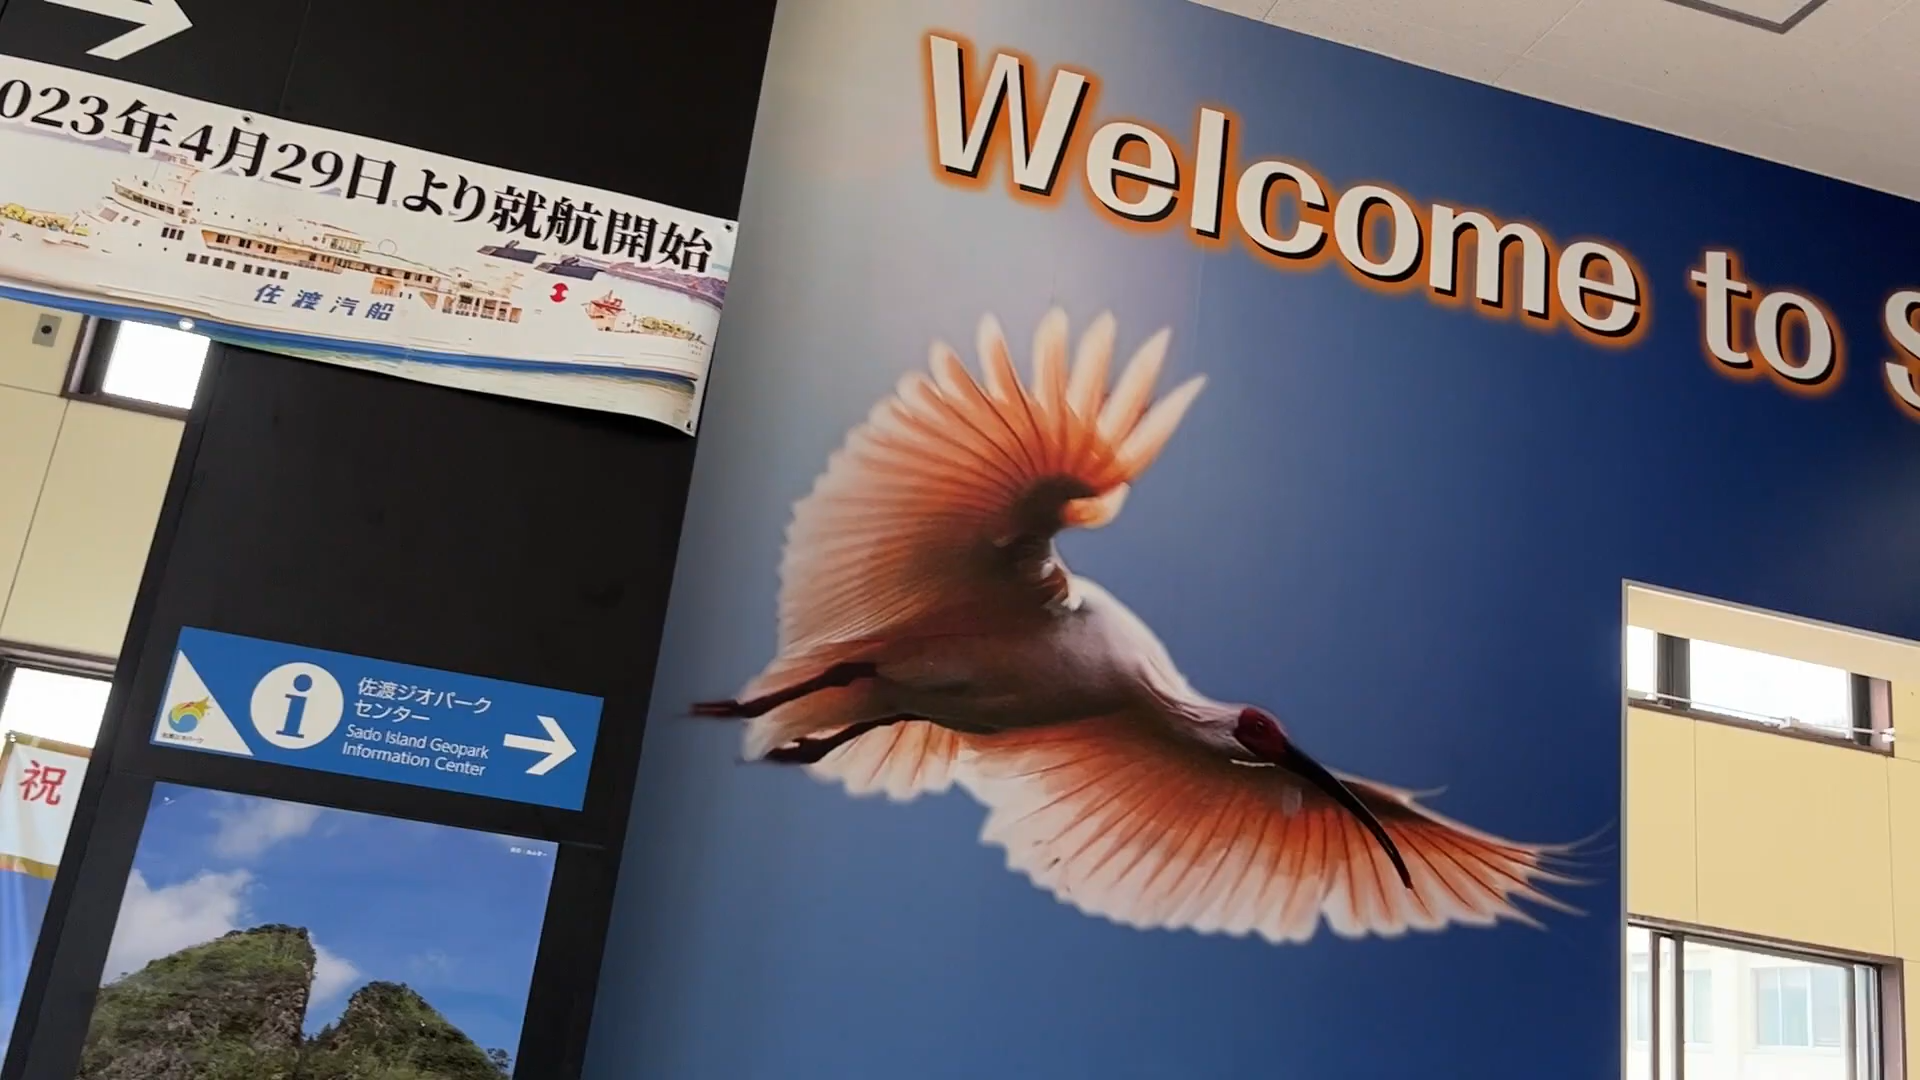 023年4月29日より就航開始
佐渡汽船
Welcome to S
佐渡ジオパーク
センター
Sado Island Geopark
Information Center
祝